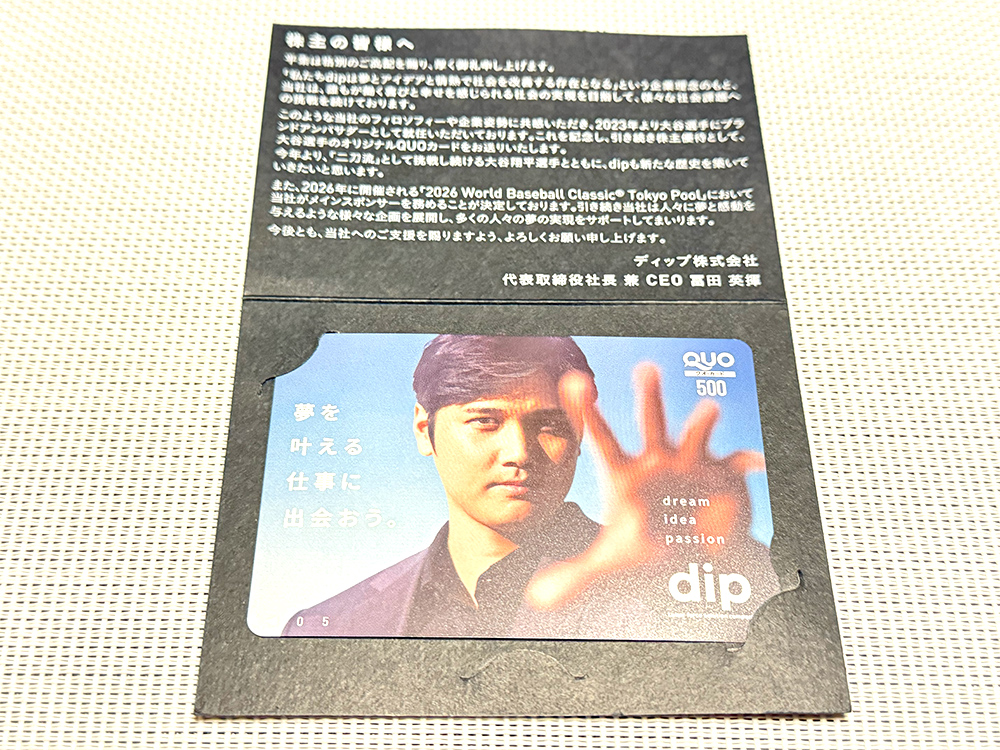 株主の皆様へ
平素は格別のご高配を賜り、厚く御礼申し上げます。
「私たちdipは夢とアイデアと情熱で社会を改善する存在となる」という企業理念のもと、
当社は、誰もが働く喜びと幸せを感じられる社会の実現を目指して、様々な社会課題へ
の挑戦を続けております。
このような当社のフィロソフィーや企業姿勢に共感いただき、2023年より大谷選手にブラ
ンドアンバサダーとして就任いただいております。これを記念し、引き続き株主優待として、
大谷選手のオリジナルQUOカードをお送りいたします。
今年より、「二刀流」として挑戦し続ける大谷翔平選手とともに、dipも新たな歴史を築いて
いきたいと思います。
また、2026年に開催される「2026 World Baseball Classic® Tokyo Pool」において
当社がメインスポンサーを務めることが決定しております。引き続き当社は人々に夢と感動を
与えるような様々な企画を展開し、多くの人々の夢の実現をサポートしてまいります。
今後とも、当社へのご支援を賜りますよう、よろしくお願い申し上げます。
ディップ株式会社
代表取締役社長 兼 CEO 冨田 英揮
QUO
クオ・カード
500
夢を
叶える
仕事に
出会おう。
dream
idea
passion
dip
0 5